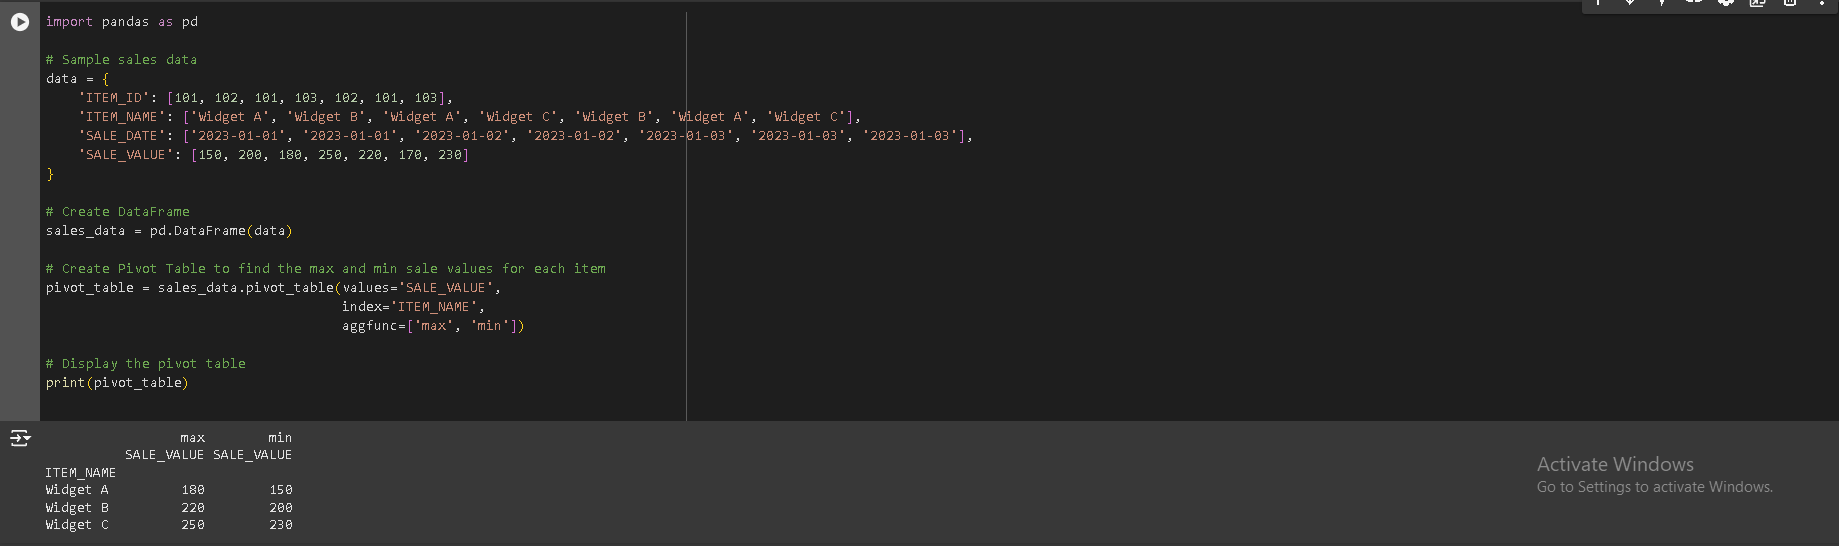 import pandas as pd
# Sample sales data
data = {
    'ITEM_ID': [101, 102, 101, 103, 102, 101, 103],
    'ITEM_NAME': ['Widget A', 'Widget B', 'Widget A', 'Widget C', 'Widget B', 'Widget A', 'Widget C'],
    'SALE_DATE': ['2023-01-01', '2023-01-01', '2023-01-02', '2023-01-02', '2023-01-03', '2023-01-03', '2023-01-03'],
    'SALE_VALUE': [150, 200, 180, 250, 220, 170, 230]
}
# Create DataFrame
sales_data = pd.DataFrame(data)
# Create Pivot Table to find the max and min sale values for each item
pivot_table = sales_data.pivot_table(values='SALE_VALUE',
                                     index='ITEM_NAME',
                                     aggfunc=['max', 'min'])
# Display the pivot table
print(pivot_table)
                 max        min
          SALE_VALUE SALE_VALUE
ITEM_NAME
Widget A         180        150
Widget B         220        200
Widget C         250        230
Activate Windows
Go to Settings to activate Windows.